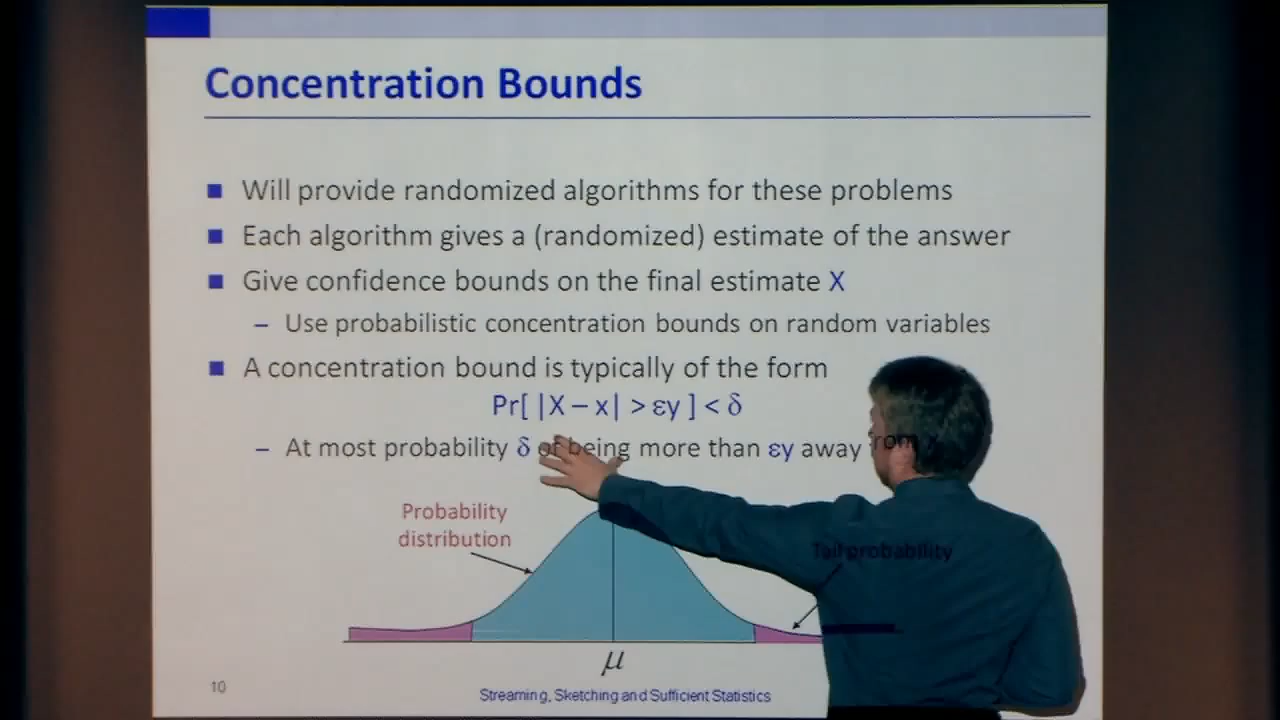 Concentration Bounds
Will provide randomized algorithms for these problems
Each algorithm gives a (randomized) estimate of the answer
Give confidence bounds on the final estimate X
– Use probabilistic concentration bounds on random variables
A concentration bound is typically of the form
Pr[ |X – x| > εy ] < δ
– At most probability δ of being more than εy away from x
Probability
distribution
Tail probability
μ
10
Streaming, Sketching and Sufficient Statistics